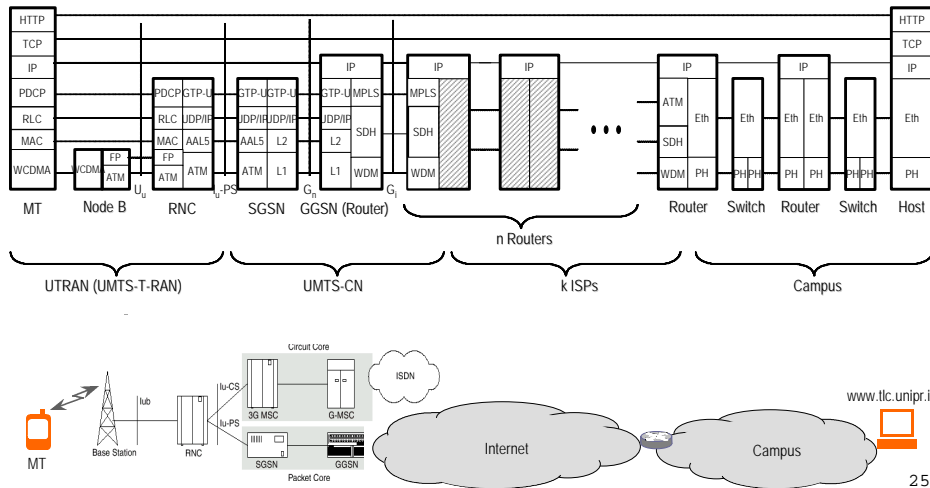 HTTP HTTP
TCP TCP
IP IP IP IP IP IP IP
PDCP PDCP GTP-U GTP-U GTP-U GTP-U MPLS MPLS
RLC RLC UDP/IP UDP/IP UDP/IP UDP/IP SDH SDH ATM Eth Eth Eth Eth Eth Eth
MAC MAC AAL5 AAL5 L2 L2 SDH
WCDMA WCDMA FP ATM FP ATM ATM ATM L1 L1 WDM WDM WDM PH PH PH PH PH PH PH PH
Uu Iu-PS Gn Gi
MT Node B RNC SGSN GGSN (Router) Router Switch Router Switch Host
n Routers
UTRAN (UMTS-T-RAN) UMTS-CN k ISPs Campus
Circuit Core
Iu-CS
ISDN
3G MSC G-MSC
Iub
Iu-PS
www.tlc.unipr.i
MT
Base Station RNC
SGSN GGSN
Packet Core
Internet
Campus
25